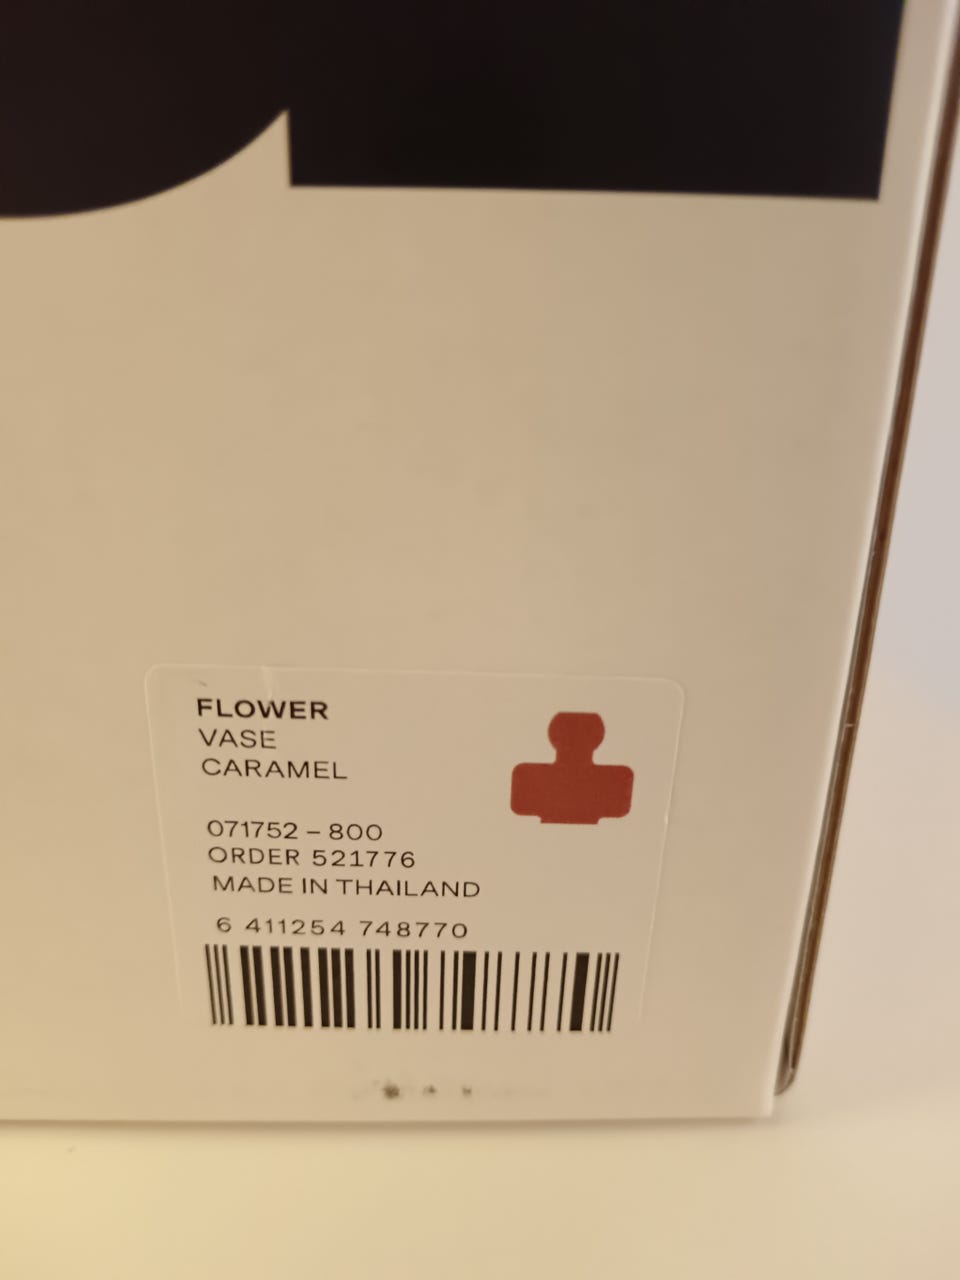 FLOWER
VASE
CARAMEL
071752 – 800
ORDER 521776
MADE IN THAILAND
6 411254 748770